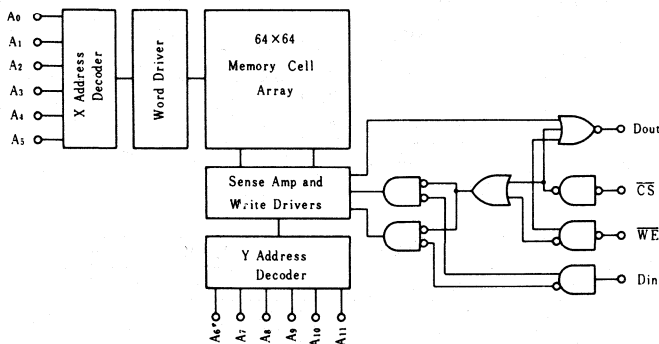 A0
A1
A2
A3
A4
A5
X Address
Decoder
Word Driver
64×64
Memory Cell
Array
Sense Amp and
Write Drivers
Y Address
Decoder
A6
A7
A8
A9
A10
A11
Dout
CS
WE
Din